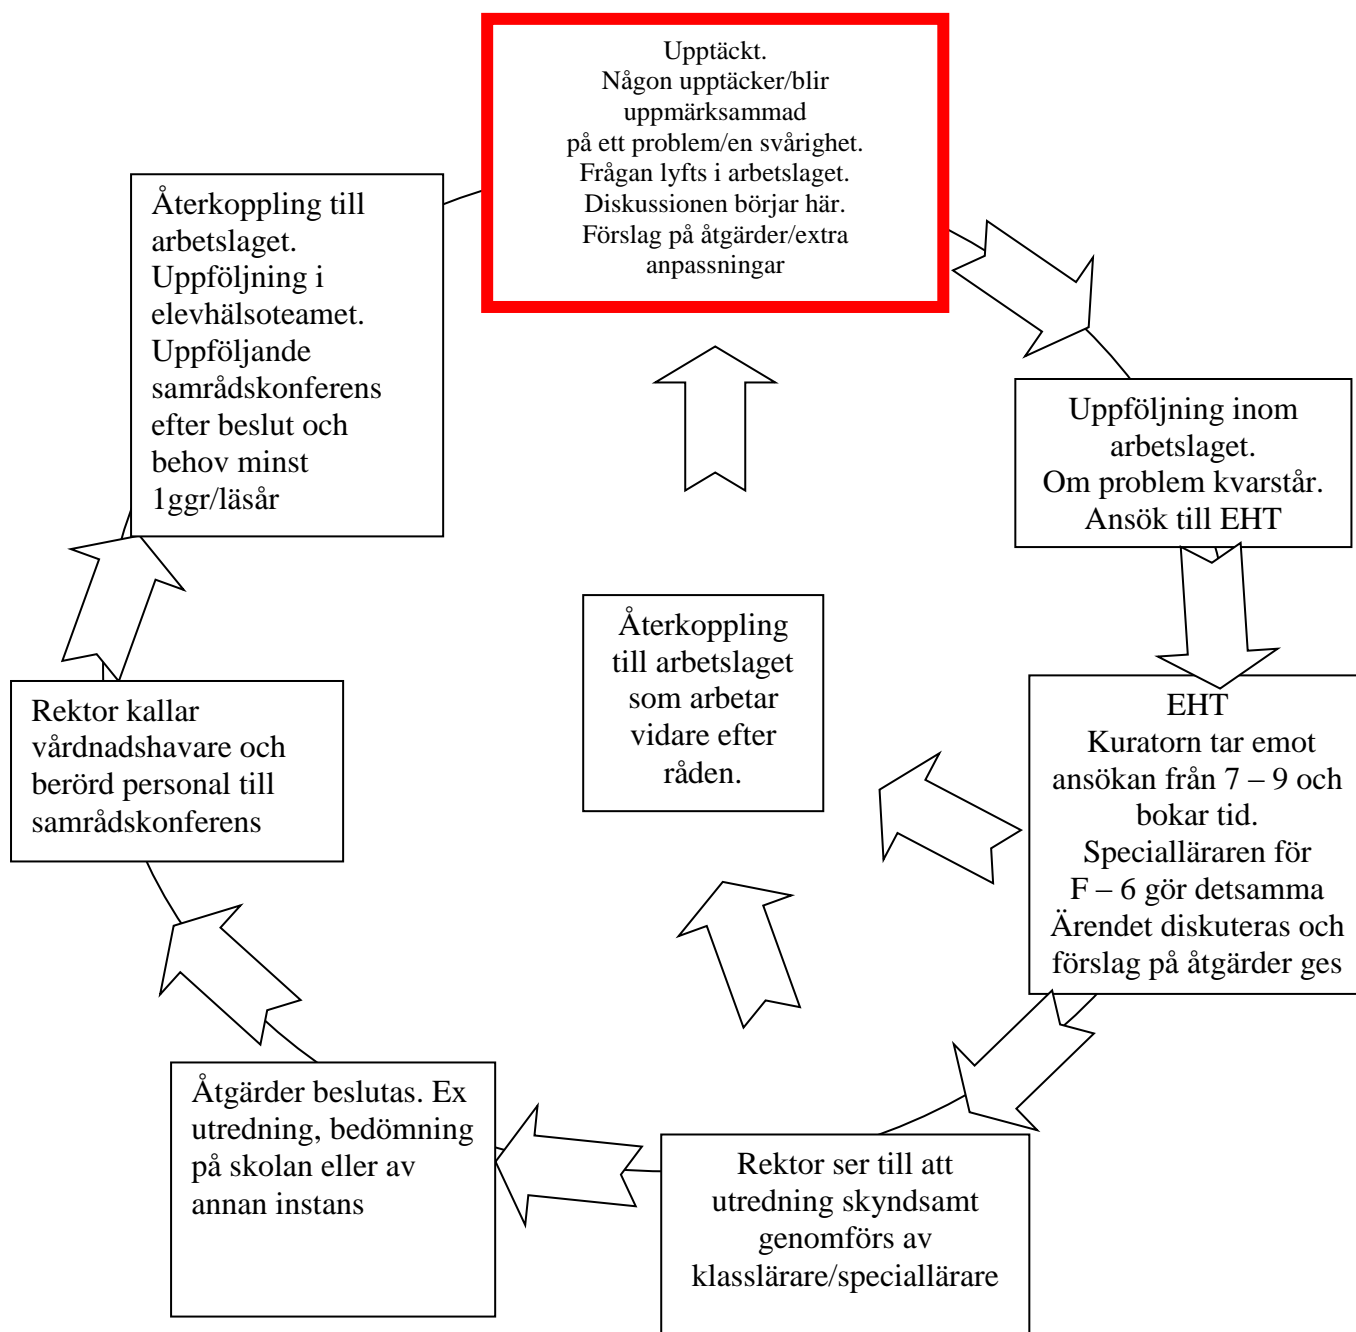 Upptäckt.
Någon upptäcker/blir
uppmärksammad
på ett problem/en svårighet.
Frågan lyfts i arbetslaget.
Diskussionen börjar här.
Förslag på åtgärder/extra
anpassningar
Uppföljning inom
arbetslaget.
Om problem kvarstår.
Ansök till EHT
EHT
Kuratorn tar emot
ansökan från 7 – 9 och
bokar tid.
Specialläraren för
F – 6 gör detsamma
Ärendet diskuteras och
förslag på åtgärder ges
Rektor ser till att
utredning skyndsamt
genomförs av
klasslärare/speciallärare
Åtgärder beslutas. Ex
utredning, bedömning
på skolan eller av
annan instans
Rektor kallar
vårdnadshavare och
berörd personal till
samrådskonferens
Återkoppling till
arbetslaget.
Uppföljning i
elevhälsoteamet.
Uppföljande
samrådskonferens
efter beslut och
behov minst
1ggr/läsår
Återkoppling
till arbetslaget
som arbetar
vidare efter
råden.